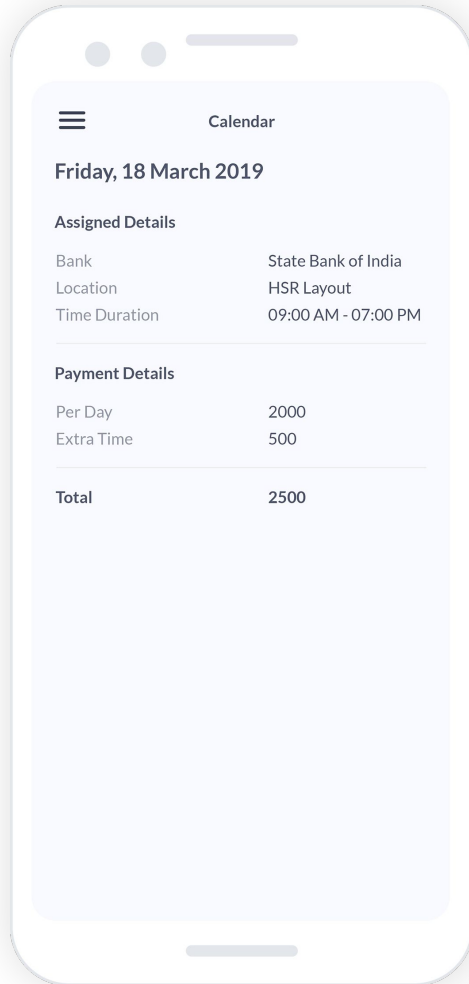 Calendar
Friday, 18 March 2019
Assigned Details
Bank State Bank of India
Location HSR Layout
Time Duration 09:00 AM - 07:00 PM
Payment Details
Per Day 2000
Extra Time 500
Total 2500